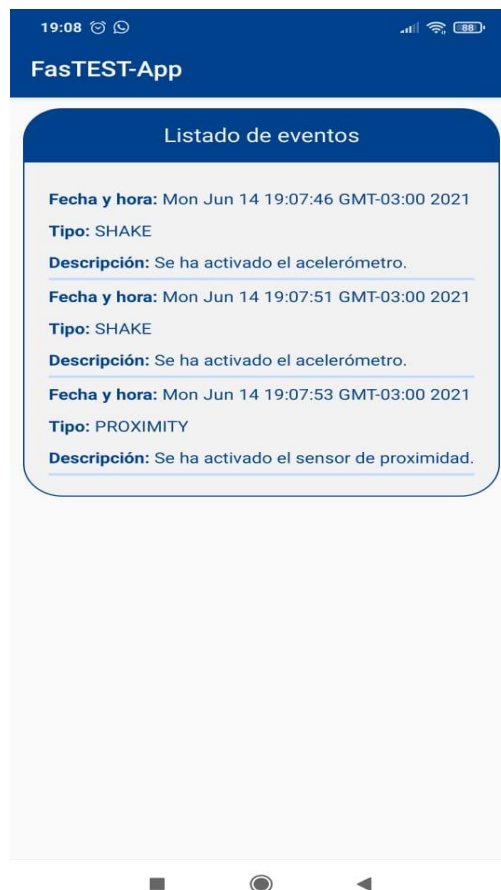 19:08
88
FasTEST-App
Listado de eventos
Fecha y hora: Mon Jun 14 19:07:46 GMT-03:00 2021
Tipo: SHAKE
Descripción: Se ha activado el acelerómetro.
Fecha y hora: Mon Jun 14 19:07:51 GMT-03:00 2021
Tipo: SHAKE
Descripción: Se ha activado el acelerómetro.
Fecha y hora: Mon Jun 14 19:07:53 GMT-03:00 2021
Tipo: PROXIMITY
Descripción: Se ha activado el sensor de proximidad.